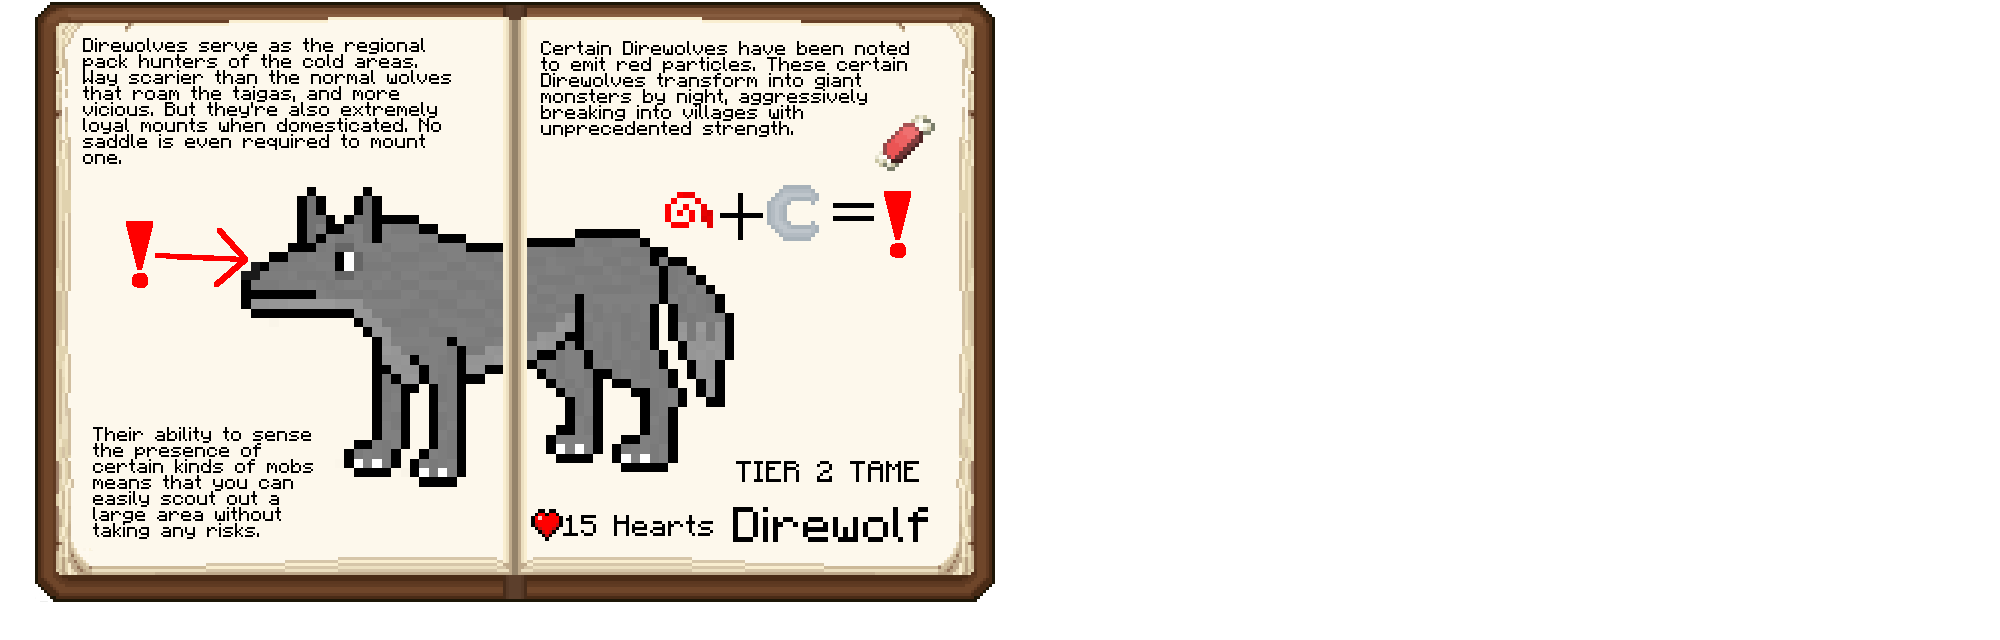 Direwolves serve as the regional
pack hunters of the cold areas.
Way scarier than the normal wolves
that roam the taigas, and more
vicious. But they're also extremely
loyal mounts when domesticated. No
saddle is even required to mount
one.
Their ability to sense
the presence of
certain kinds of mobs
means that you can
easily scout out a
large area without
taking any risks.
Certain Direwolves have been noted
to emit red particles. These certain
Direwolves transform into giant
monsters by night, aggressively
breaking into villages with
unprecedented strength.
+ = !
!
TIER 2 TAME
15 Hearts
Direwolf